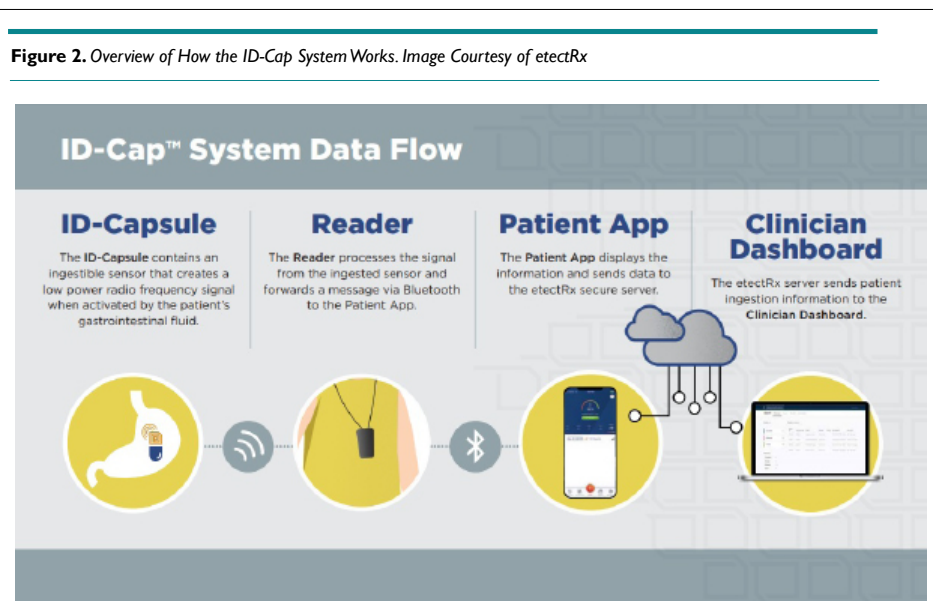 Figure 2. Overview of How the ID-Cap System Works. Image Courtesy of etectRx
ID-Cap™ System Data Flow
ID-Capsule
The ID-Capsule contains an
ingestible sensor that creates a
low power radio frequency signal
when activated by the patient's
gastrointestinal fluid.
Reader
The Reader processes the signal
from the ingested sensor and
forwards a message via Bluetooth
to the Patient App.
Patient App
The Patient App displays the
information and sends data to
the etectRx secure server.
Clinician
Dashboard
The etectRx server sends patient
ingestion information to the
Clinician Dashboard.